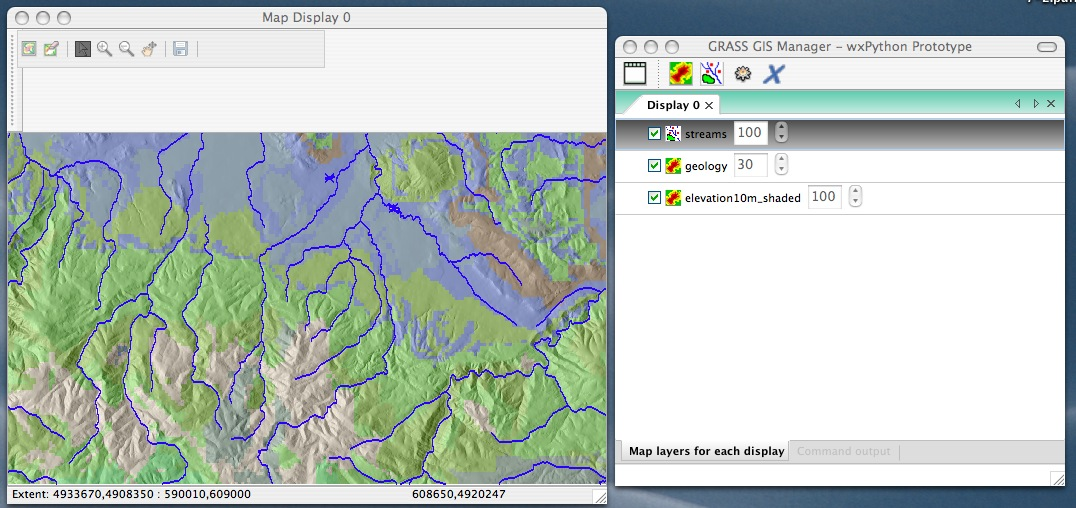 Map Display 0
Extent: 4933670,4908350 : 590010,609000
608650,4920247
GRASS GIS Manager - wxPython Prototype
Display 0
streams 100
geology 30
elevation10m_shaded 100
Map layers for each display
Command output